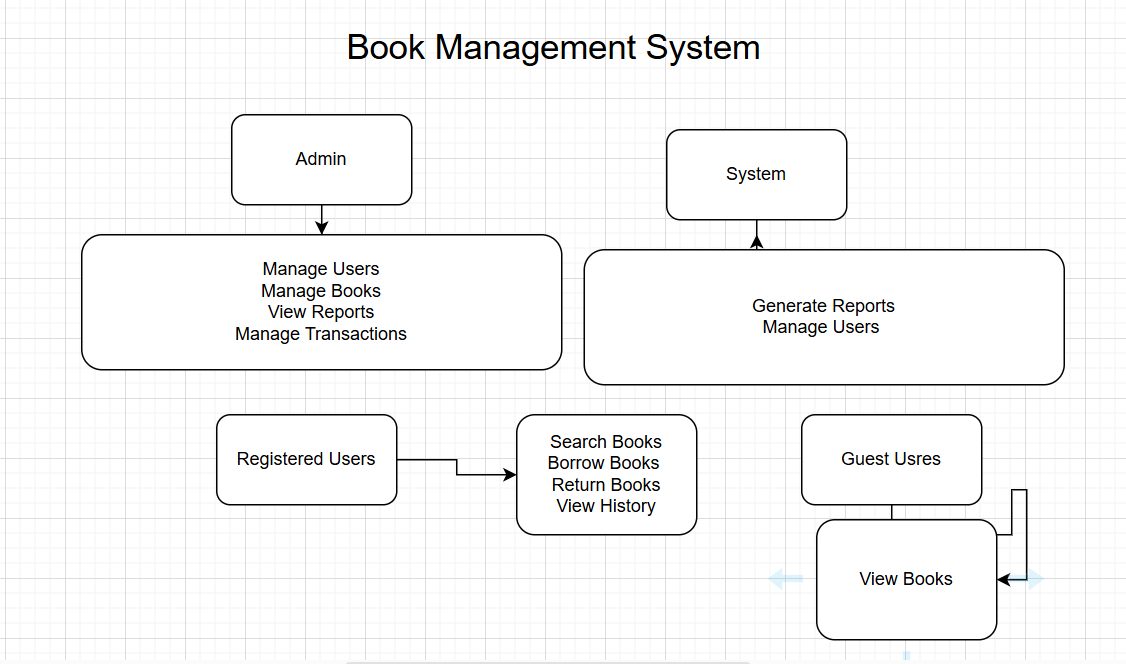 Book Management System
Admin
System
Manage Users
Manage Books
View Reports
Manage Transactions
Generate Reports
Manage Users
Registered Users
Search Books
Borrow Books
Return Books
View History
Guest Usres
View Books